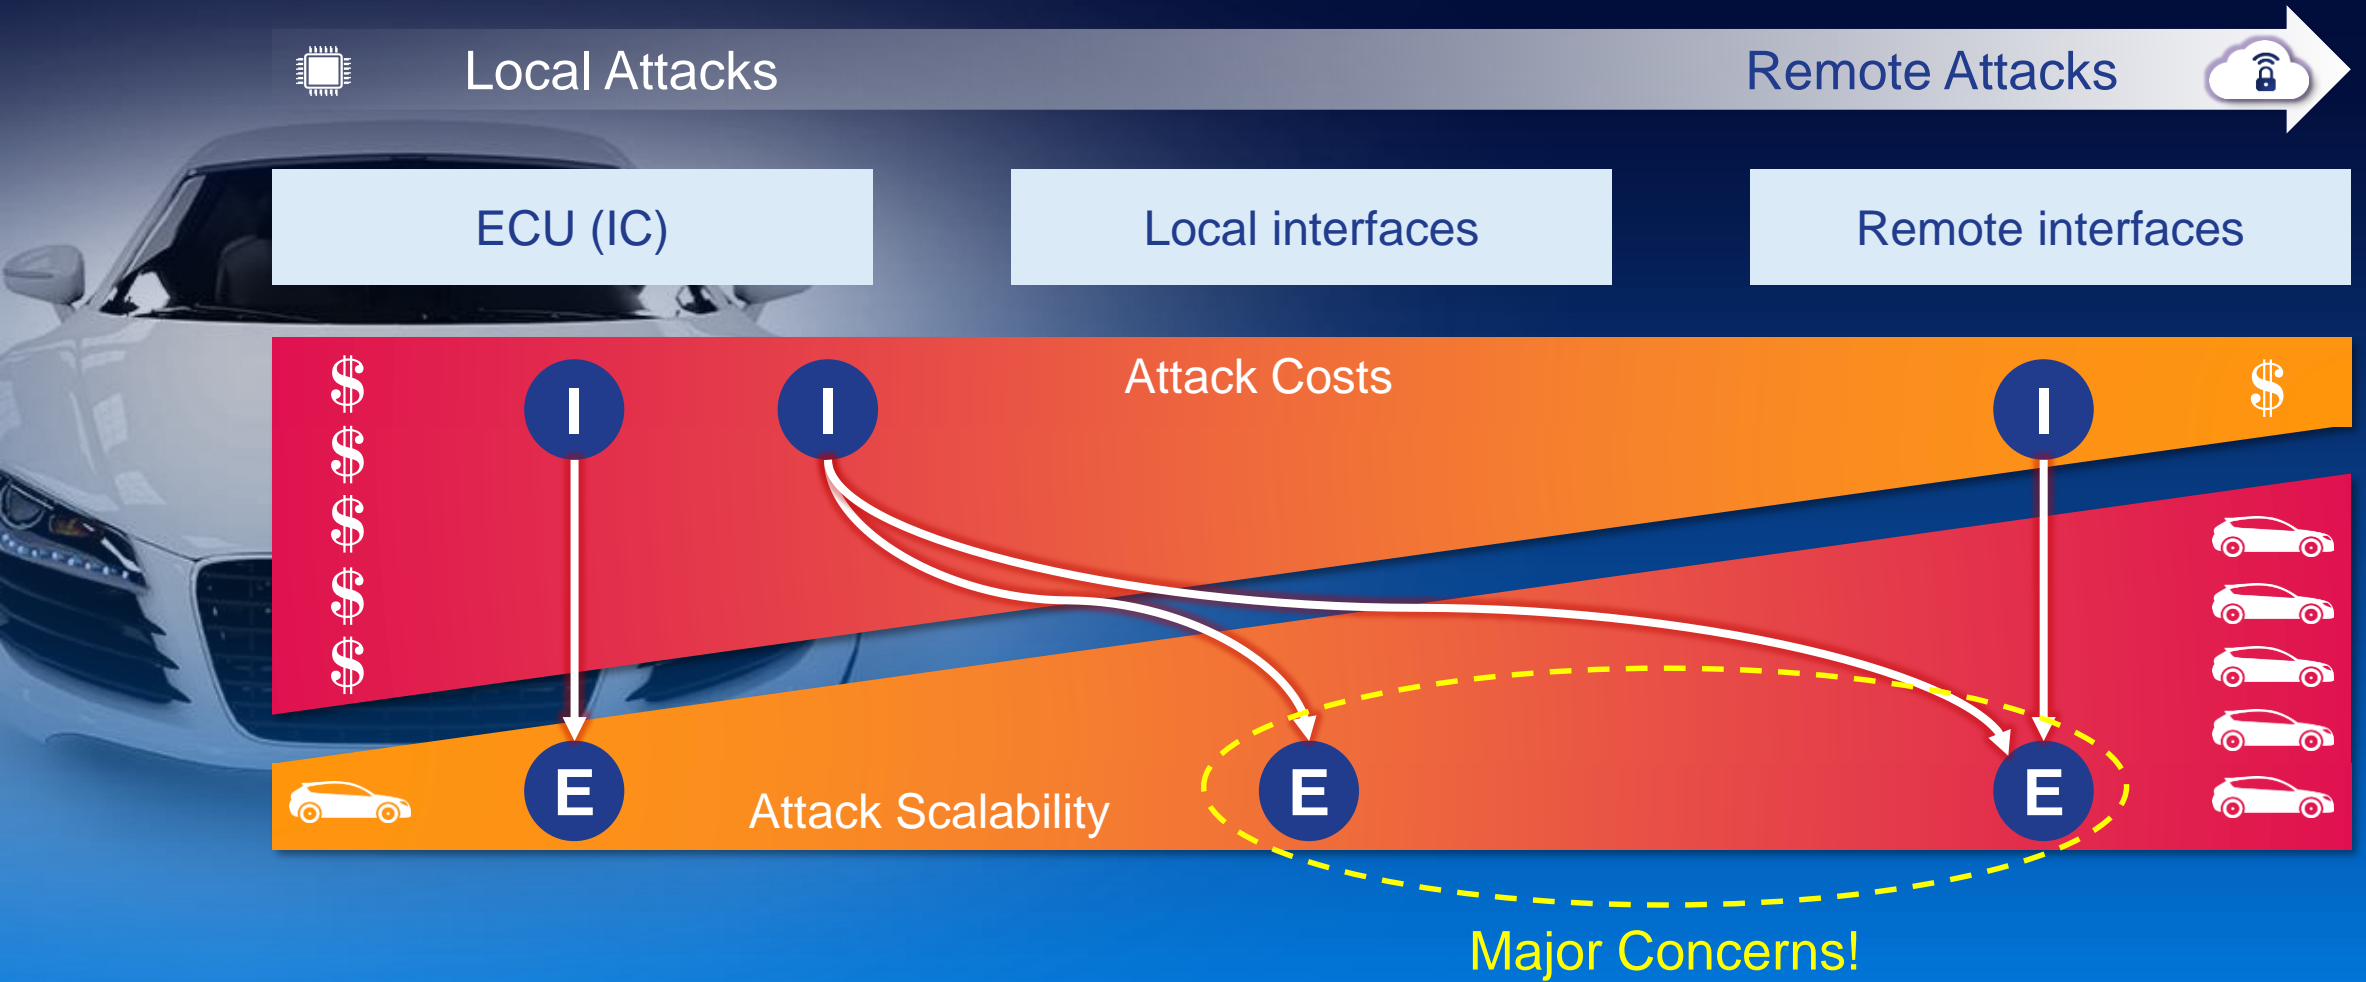 Local Attacks
Remote Attacks
ECU (IC)
Local interfaces
Remote interfaces
Attack Costs
$
$
$
$
$
$
I
I
I
E
E
E
Attack Scalability
Major Concerns!